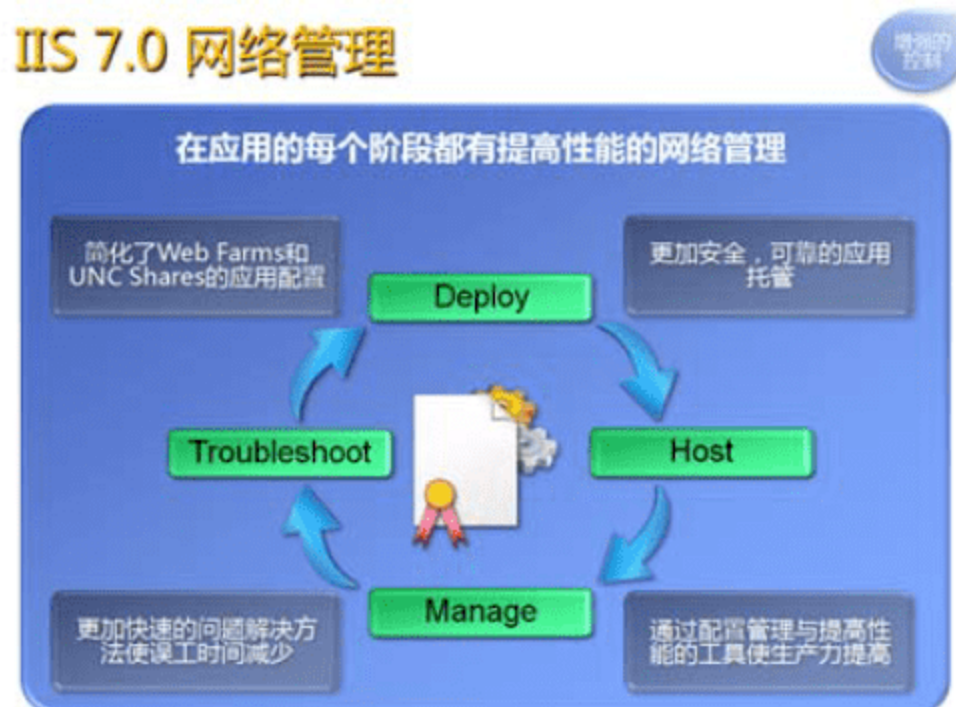 IIS 7.0 网络管理
增强的
控制
在应用的每个阶段都有提高性能的网络管理
简化了Web Farms和
UNC Shares的应用配置
更加安全，可靠的应用
托管
Deploy
Troubleshoot
Host
Manage
更加快速的问题解决方
法使误工时间减少
通过配置管理与提高性
能的工具使生产力提高